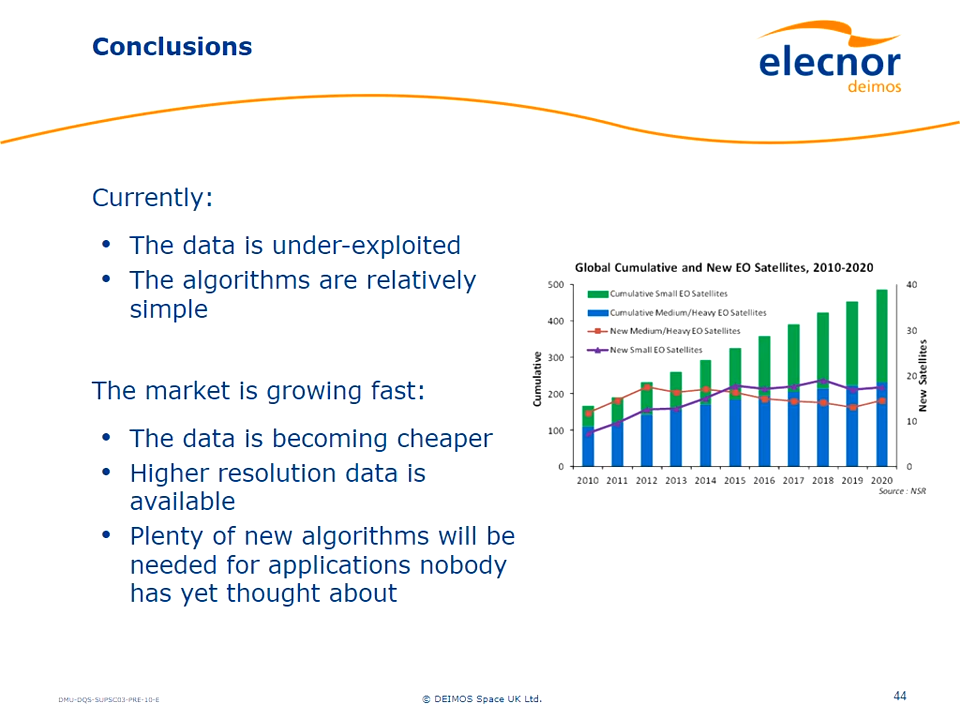 Conclusions
elecnor
deimos
Currently:
• The data is under-exploited
• The algorithms are relatively
simple
The market is growing fast:
• The data is becoming cheaper
• Higher resolution data is
available
• Plenty of new algorithms will be
needed for applications nobody
has yet thought about
Global Cumulative and New EO Satellites, 2010-2020
Cumulative Small EO Satellites
Cumulative Medium/Heavy EO Satellites
New Medium/Heavy EO Satellites
New Small EO Satellites
Cumulative
500
400
300
200
100
0
New Satellites
40
30
20
10
0
2010 2011 2012 2013 2014 2015 2016 2017 2018 2019 2020
Source : NSR
DMU-DQS-SUPSC03-PRE-10-E
© DEIMOS Space UK Ltd.
44